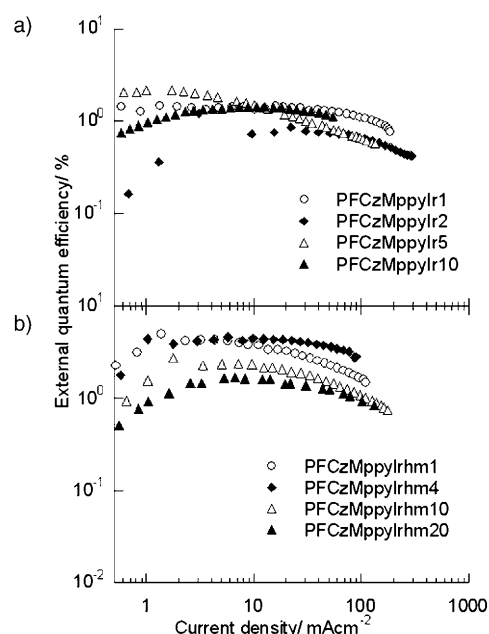 a)
10¹
10⁰
10⁻¹
PFCzMppyIr1
PFCzMppyIr2
PFCzMppyIr5
PFCzMppyIr10
External quantum efficiency/ %
b)
10¹
10⁰
10⁻¹
10⁻²
PFCzMppyIrhm1
PFCzMppyIrhm4
PFCzMppyIrhm10
PFCzMppyIrhm20
1 10 100 1000
Current density/ mAcm⁻²